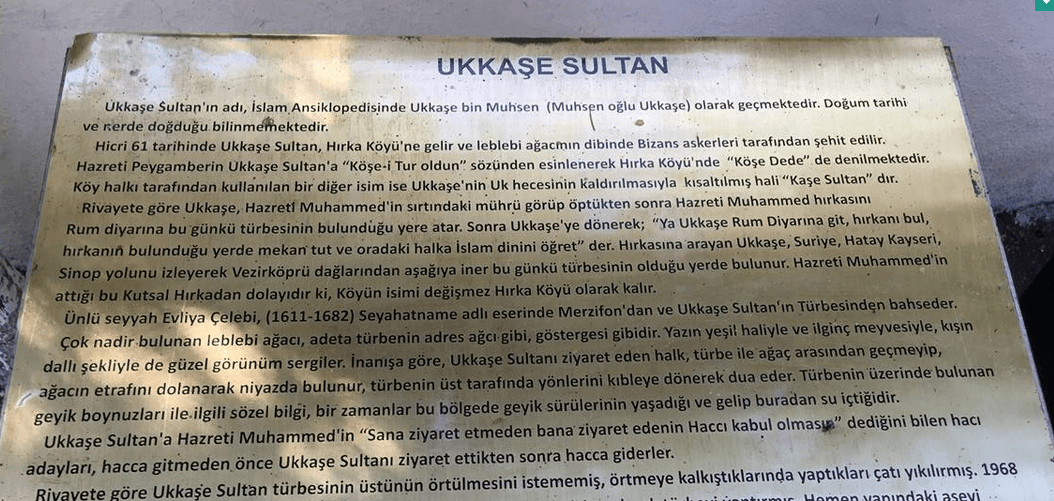 UKKAŞE SULTAN
Ukkaşe Sultan'ın adı, İslam Ansiklopedisinde Ukkaşe bin Muhsen (Muhsen oğlu Ukkaşe) olarak geçmektedir. Doğum tarihi
ve nerde doğduğu bilinmemektedir.
Hicri 61 tarihinde Ukkaşe Sultan, Hırka Köyü'ne gelir ve leblebi ağacının dibinde Bizans askerleri tarafından şehit edilir.
Hazreti Peygamberin Ukkaşe Sultan'a “Köşe-i Tur oldun” sözünden esinlenerek Hırka Köyü'nde “Köşe Dede” de denilmektedir.
Köy halkı tarafından kullanılan bir diğer isim ise Ukkaşe'nin Uk hecesinin kaldırılmasıyla kısaltılmış hali “Kaşe Sultan” dır.
Rivayete göre Ukkaşe, Hazreti Muhammed'in sırtındaki mührü görüp öptükten sonra Hazreti Muhammed hırkasını
Rum diyarına bu günkü türbesinin bulunduğu yere atar. Sonra Ukkaşe'ye dönerek; “Ya Ukkaşe Rum Diyarına git, hırkanı bul,
hırkanın bulunduğu yerde mekan tut ve oradaki halka İslam dinini öğret” der. Hırkasına arayan Ukkaşe, Suriye, Hatay Kayseri,
Sinop yolunu izleyerek Vezirköprü dağlarından aşağıya iner bu günkü türbesinin olduğu yerde bulunur. Hazreti Muhammed'in
attığı bu Kutsal Hırkadan dolayıdır ki, Köyün isimi değişmez Hırka Köyü olarak kalır.
Ünlü seyyah Evliya Çelebi, (1611-1682) Seyahatname adlı eserinde Merzifon'dan ve Ukkaşe Sultan'ın Türbesinden bahseder.
Çok nadir bulunan leblebi ağacı, adeta türbenin adres ağcı gibi, göstergesi gibidir. Yazın yeşil haliyle ve ilginç meyvesiyle, kışın
dallı şekliyle de güzel görünüm sergiler. İnanışa göre, Ukkaşe Sultanı ziyaret eden halk, türbe ile ağaç arasından geçmeyip,
ağacın etrafını dolanarak niyazda bulunur, türbenin üst tarafında yönlerini kıbleye dönerek dua eder. Türbenin üzerinde bulunan
geyik boynuzları ile ilgili sözel bilgi, bir zamanlar bu bölgede geyik sürülerinin yaşadığı ve gelip buradan su içtiğidir.
Ukkaşe Sultan'a Hazreti Muhammed'in “Sana ziyaret etmeden bana ziyaret edenin Haccı kabul olmasın” dediğini bilen hacı
adayları, hacca gitmeden önce Ukkaşe Sultanı ziyaret ettikten sonra hacca giderler.
Rivayete göre Ukkaşe Sultan türbesinin üstünün örtülmesini istememiş, örtmeye kalkıştıklarında yaptıkları çatı yıkılırmış. 1968
Hemen yanındaki aşevi